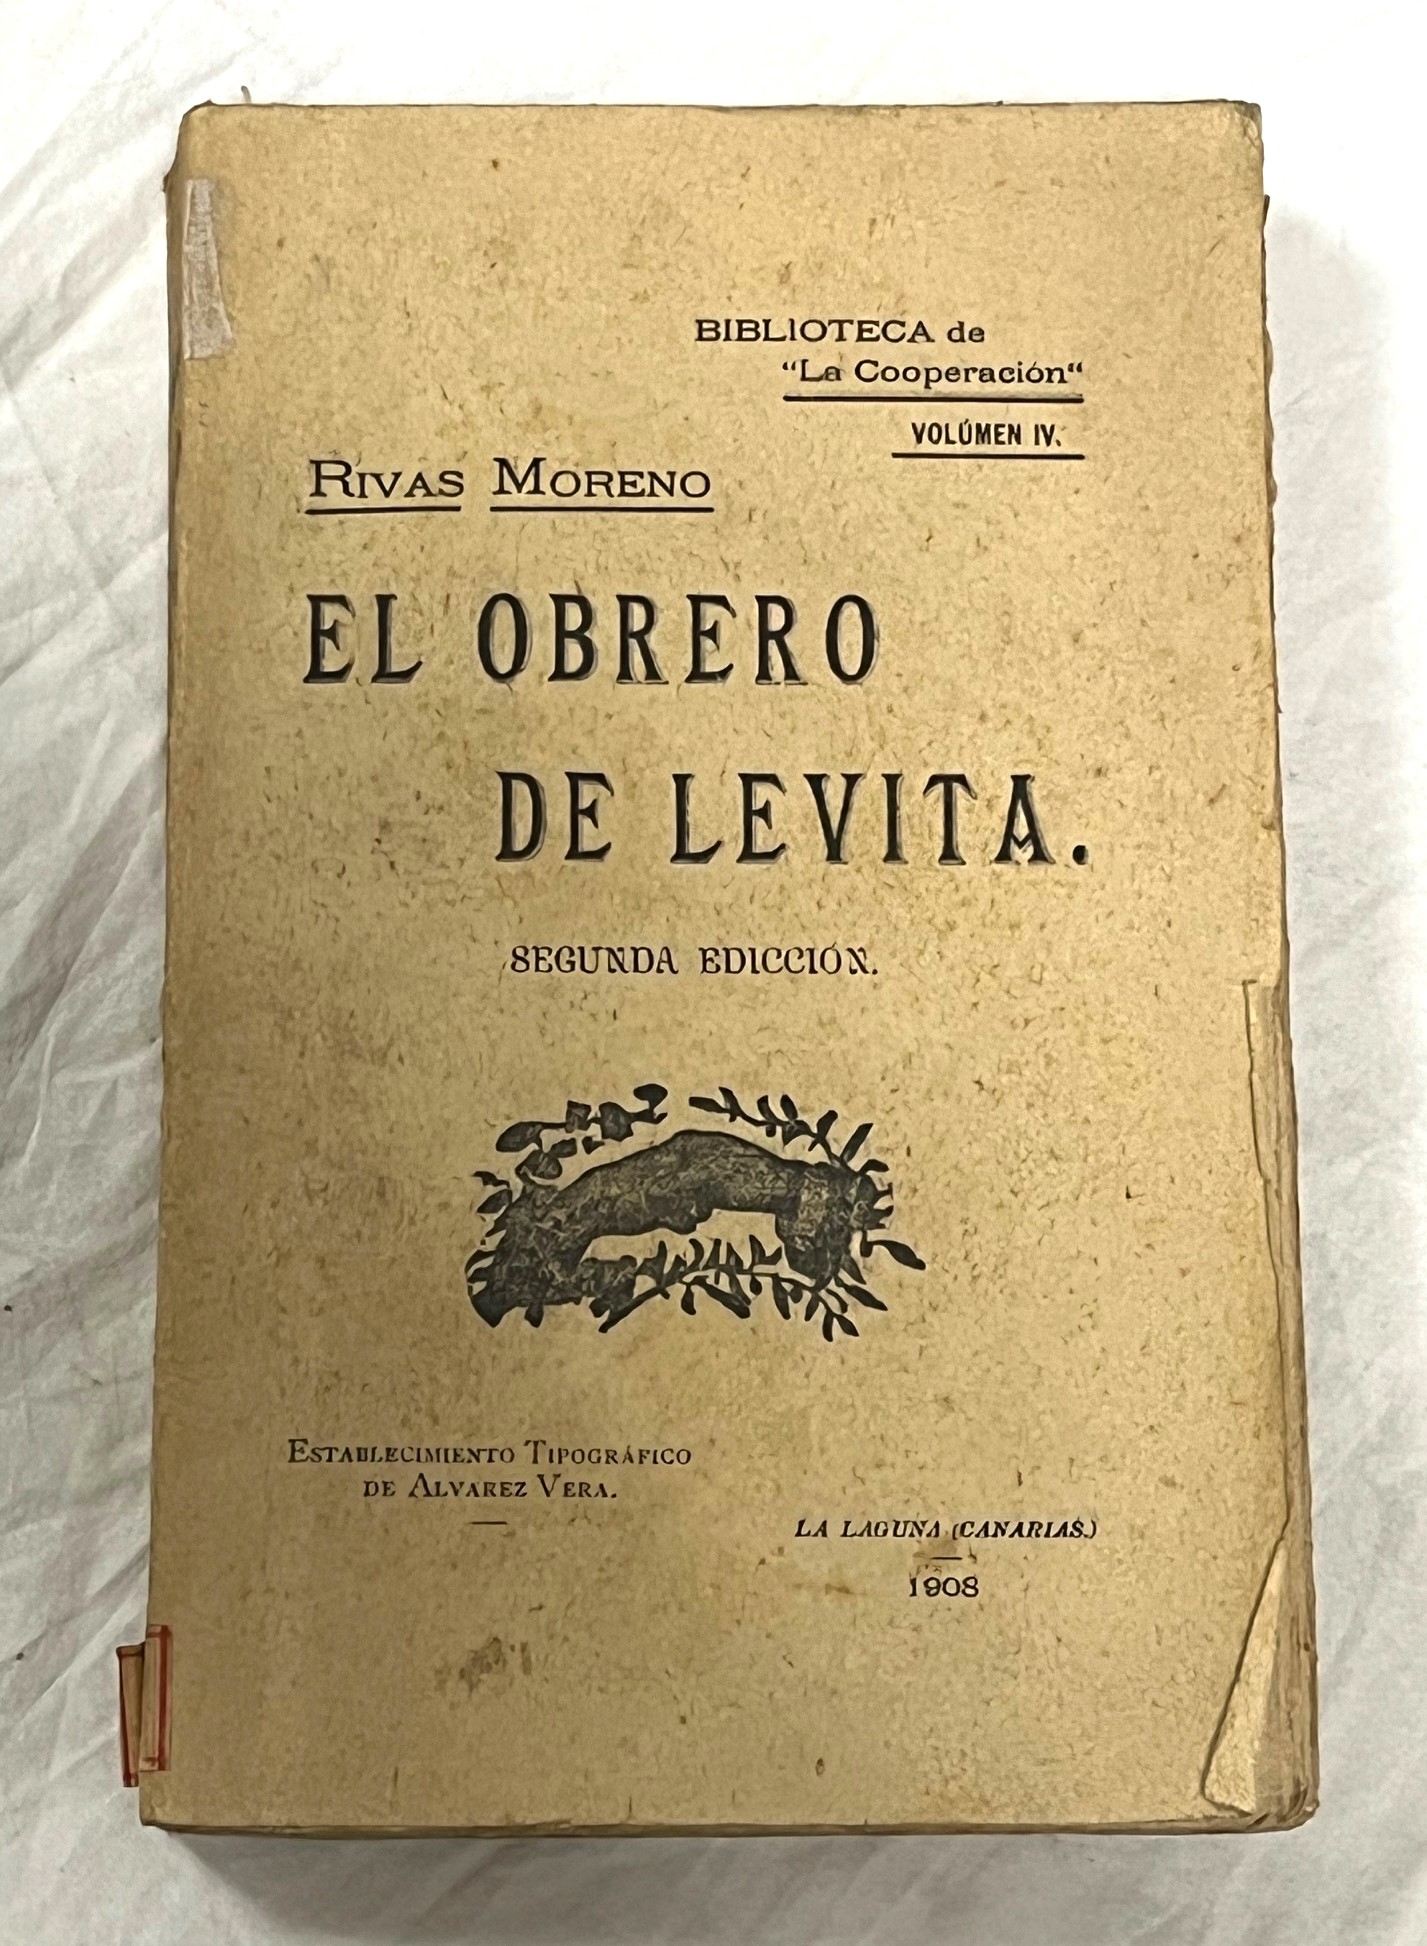 BIBLIOTECA de
“La Cooperación“
VOLÚMEN IV.
RIVAS MORENO
EL OBRERO
DE LEVITA.
SEGUNDA EDICCIÓN.
ESTABLECIMIENTO TIPOGRÁFICO
DE ALVAREZ VERA.
LA LAGUNA (CANARIAS.)
1908